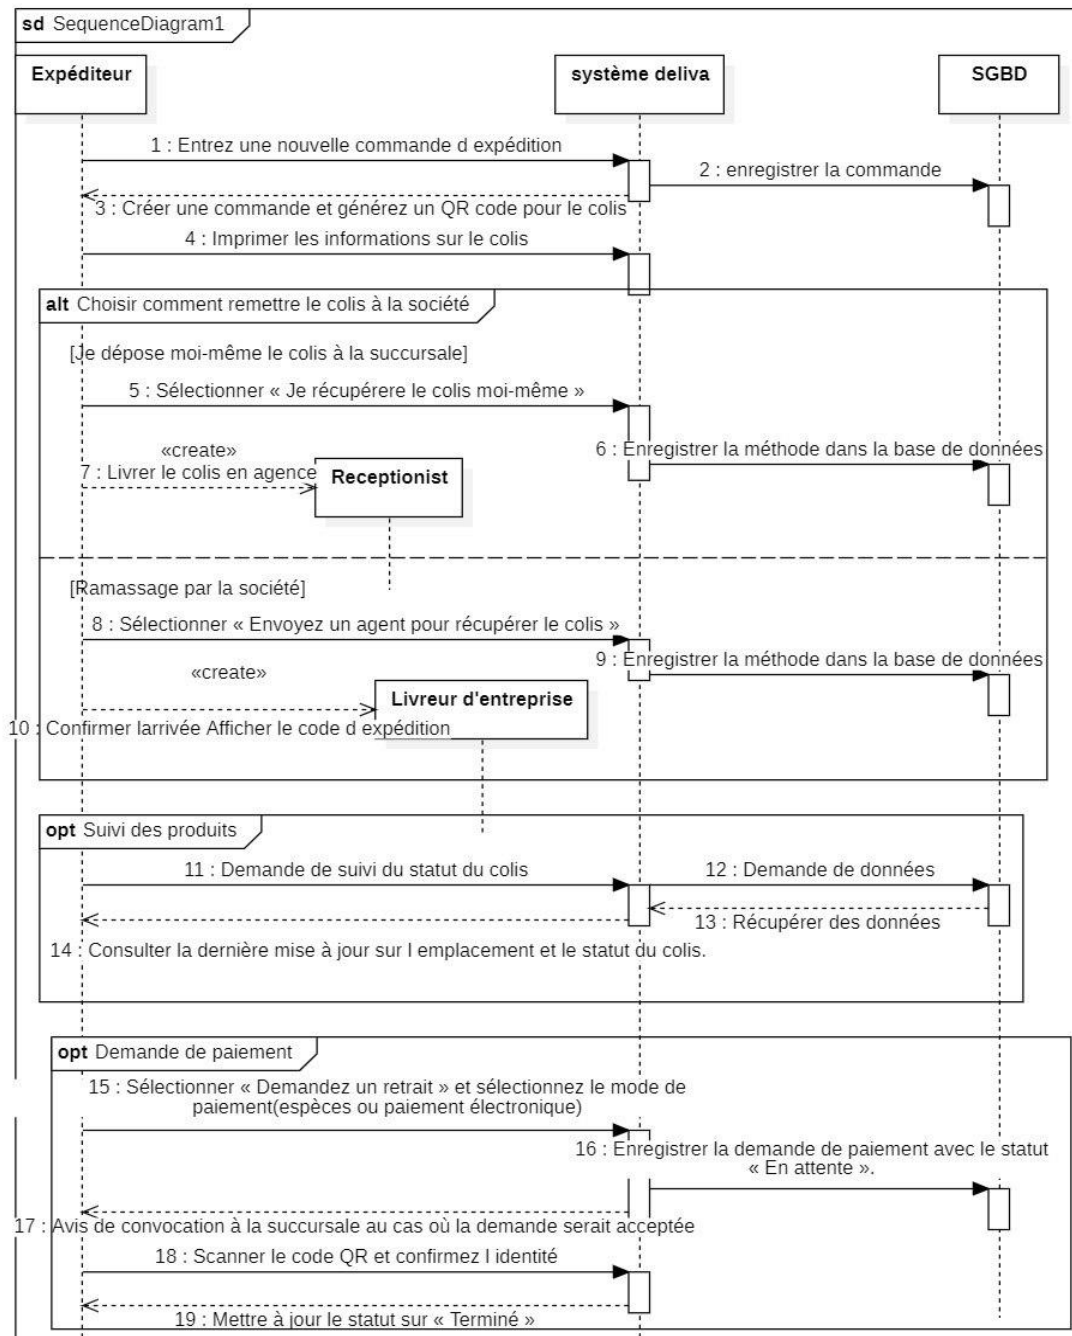 sd SequenceDiagram1
Expéditeur
système deliva
SGBD
1 : Entrez une nouvelle commande d expédition
2 : enregistrer la commande
3 : Créer une commande et générez un QR code pour le colis
4 : Imprimer les informations sur le colis
alt Choisir comment remettre le colis à la société
[Je dépose moi-même le colis à la succursale]
5 : Sélectionner « Je récupérere le colis moi-même »
6 : Enregistrer la méthode dans la base de données
«create»
7 : Livrer le colis en agence
Receptionist
[Ramassage par la société]
8 : Sélectionner « Envoyez un agent pour récupérer le colis »
9 : Enregistrer la méthode dans la base de données
«create»
Livreur d'entreprise
10 : Confirmer larrivée Afficher le code d expédition
opt Suivi des produits
11 : Demande de suivi du statut du colis
12 : Demande de données
13 : Récupérer des données
14 : Consulter la dernière mise à jour sur l emplacement et le statut du colis.
opt Demande de paiement
15 : Sélectionner « Demandez un retrait » et sélectionnez le mode de
paiement(espèces ou paiement électronique)
16 : Enregistrer la demande de paiement avec le statut
« En attente ».
17 : Avis de convocation à la succursale au cas où la demande serait acceptée
18 : Scanner le code QR et confirmez l identité
19 : Mettre à jour le statut sur « Terminé »